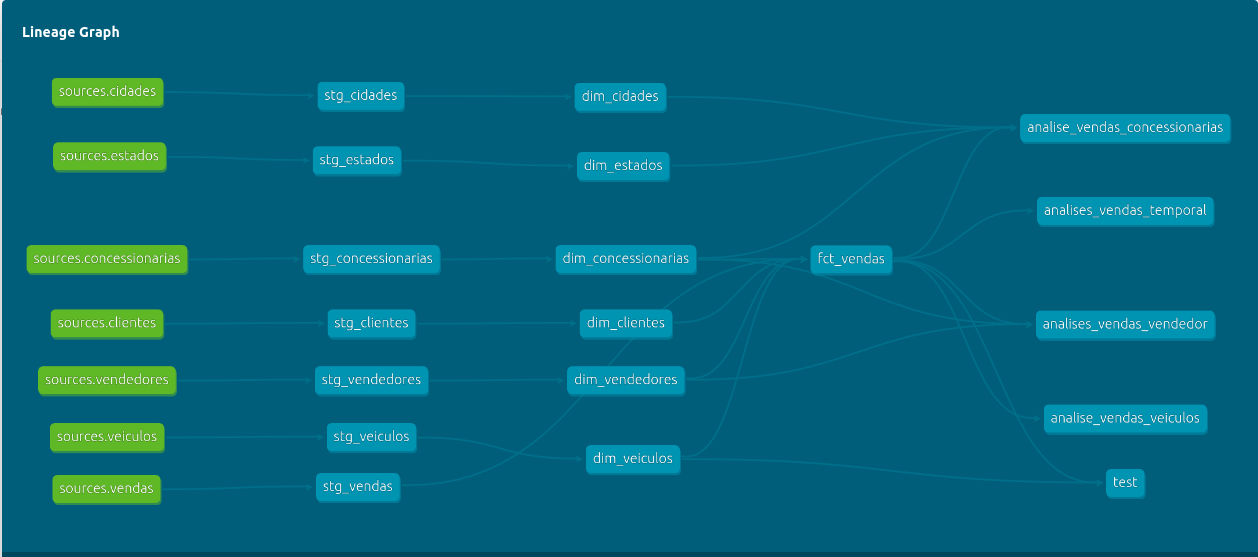 Lineage Graph
sources.cidades
stg_cidades
dim_cidades
analise_vendas_concessionarias
sources.estados
stg_estados
dim_estados
analises_vendas_temporal
sources.concessionarias
stg_concessionarias
dim_concessionarias
fct_vendas
sources.clientes
stg_clientes
dim_clientes
analises_vendas_vendedor
sources.vendedores
stg_vendedores
dim_vendedores
analise_vendas_veiculos
sources.veiculos
stg_veiculos
dim_veiculos
sources.vendas
stg_vendas
test